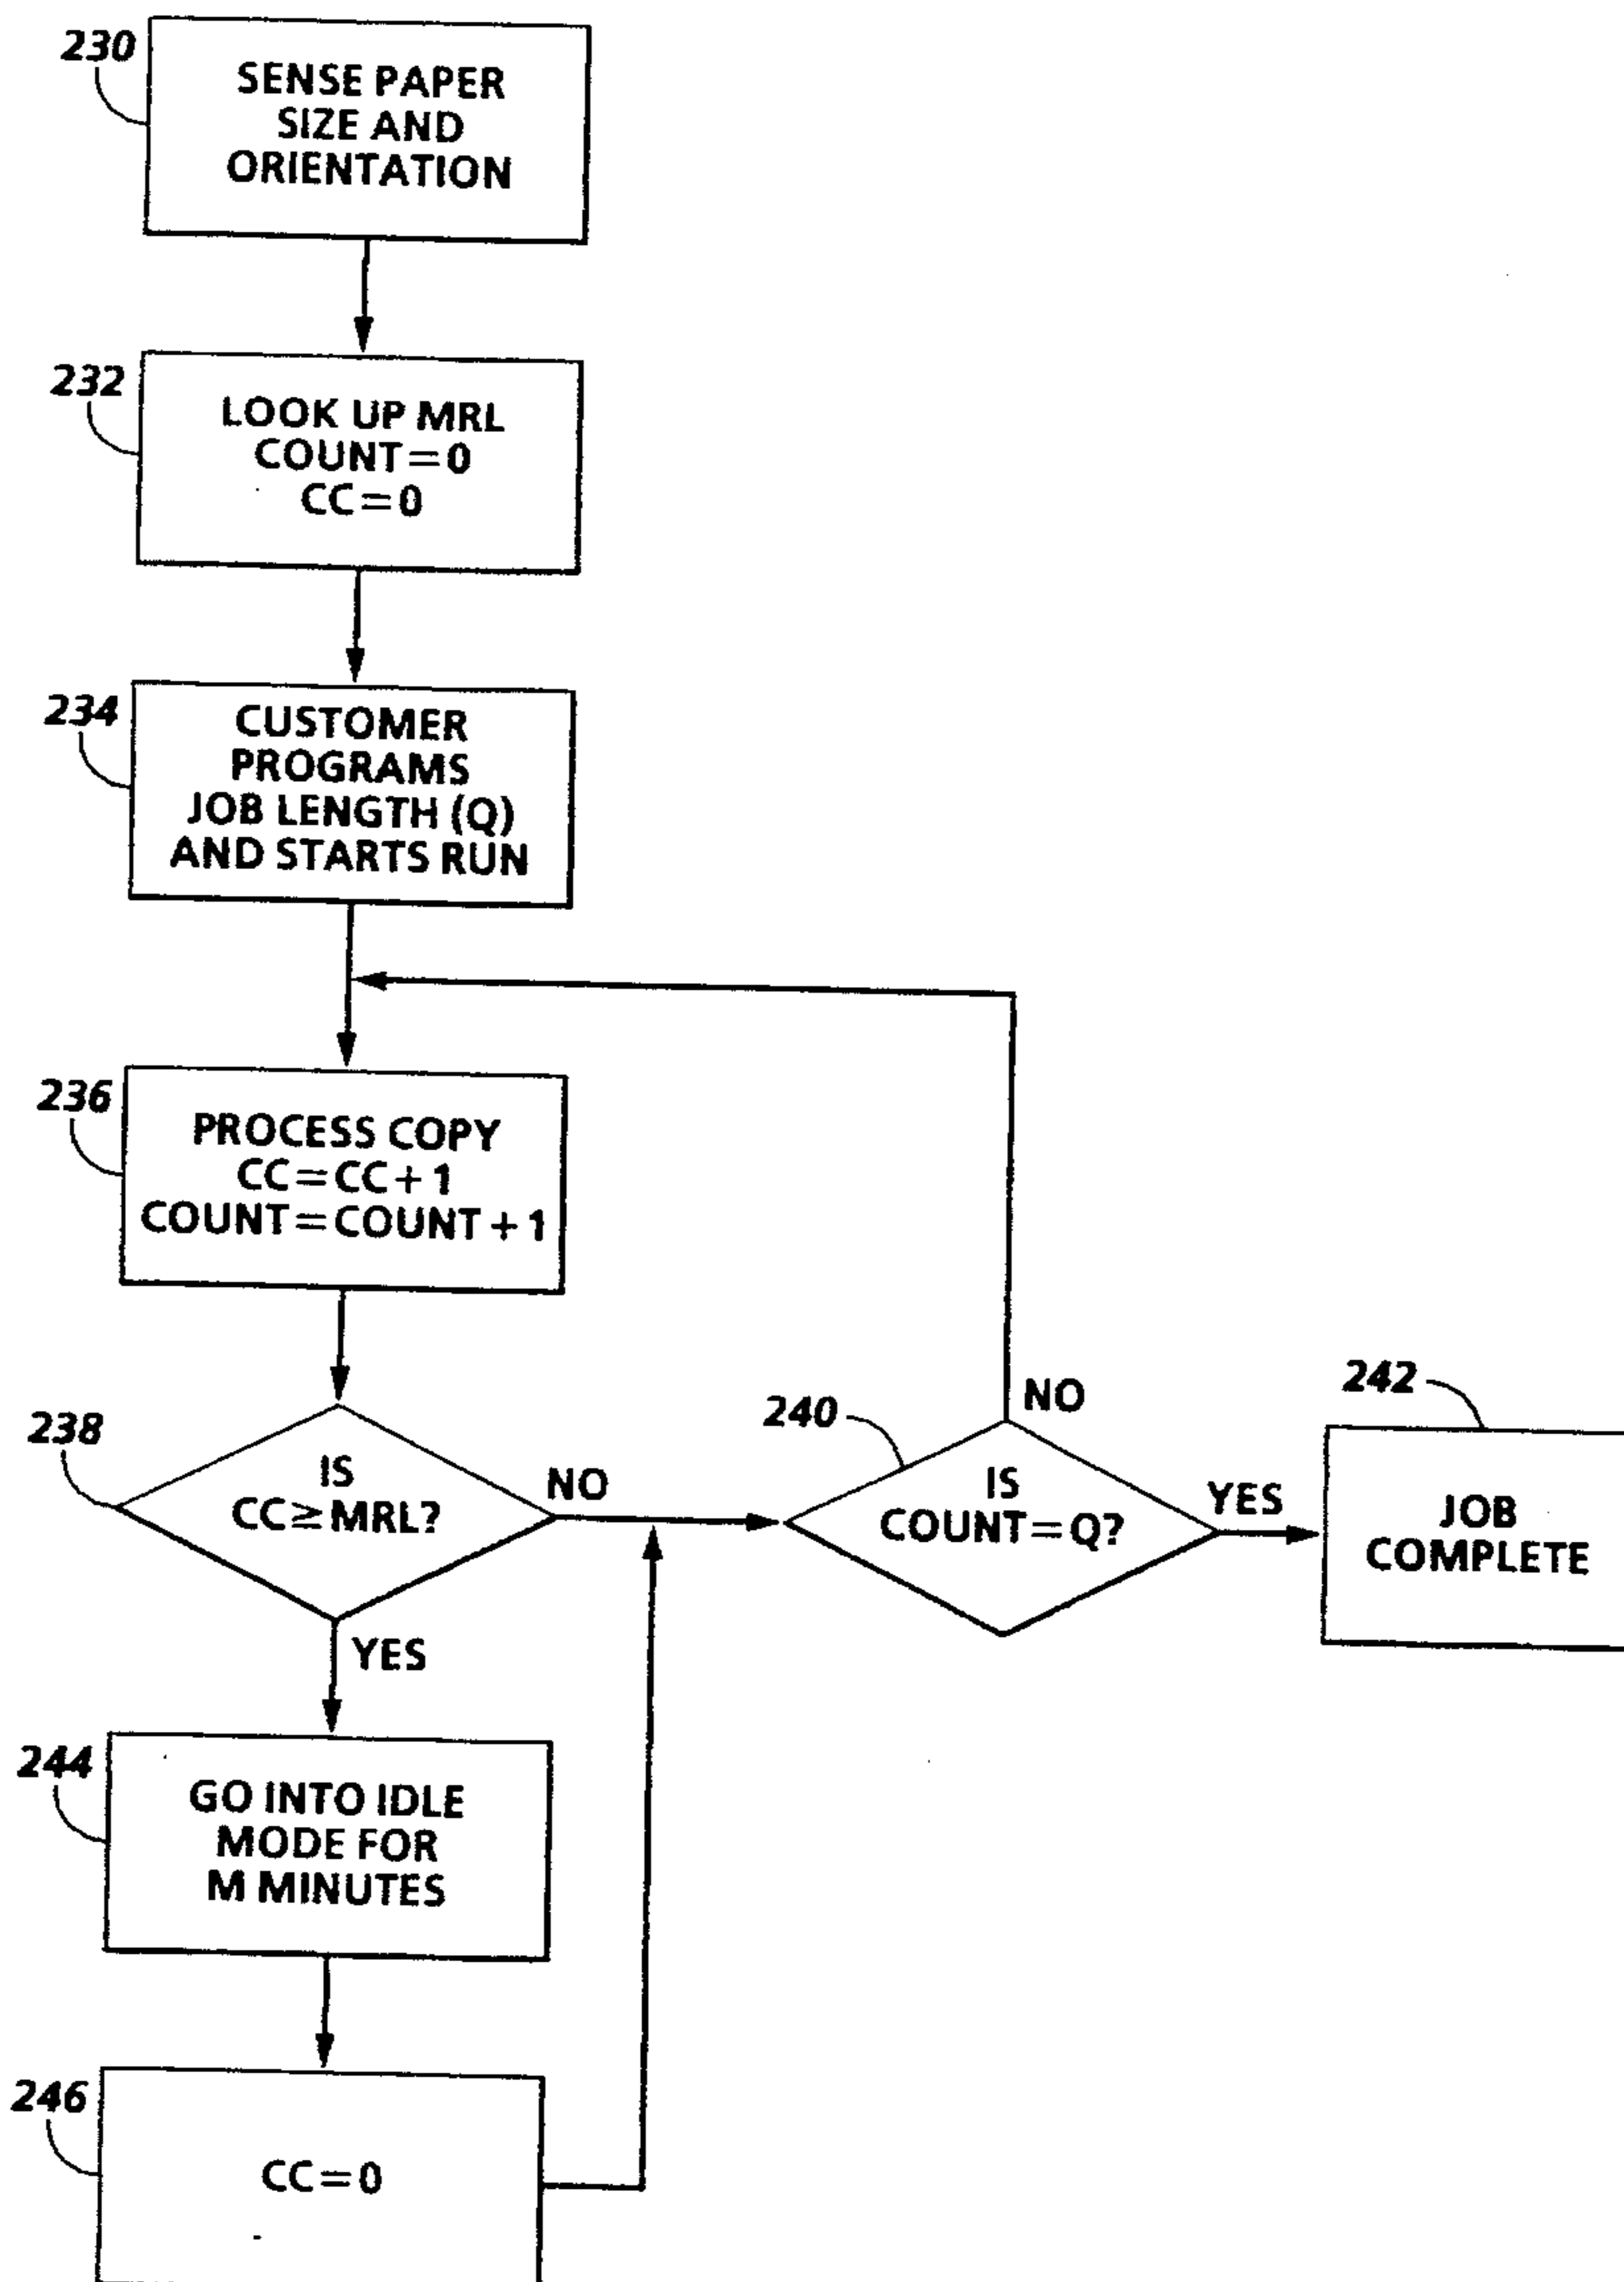 230
SENSE PAPER
SIZE AND
ORIENTATION
232
LOOK UP MRL
COUNT=0
CC=0
234
CUSTOMER
PROGRAMS
JOB LENGTH (Q)
AND STARTS RUN
236
PROCESS COPY
CC=CC+1
COUNT=COUNT+1
238
IS
CC≥MRL?
NO
YES
240
IS
COUNT=Q?
NO
YES
242
JOB
COMPLETE
244
GO INTO IDLE
MODE FOR
M MINUTES
246
CC=0